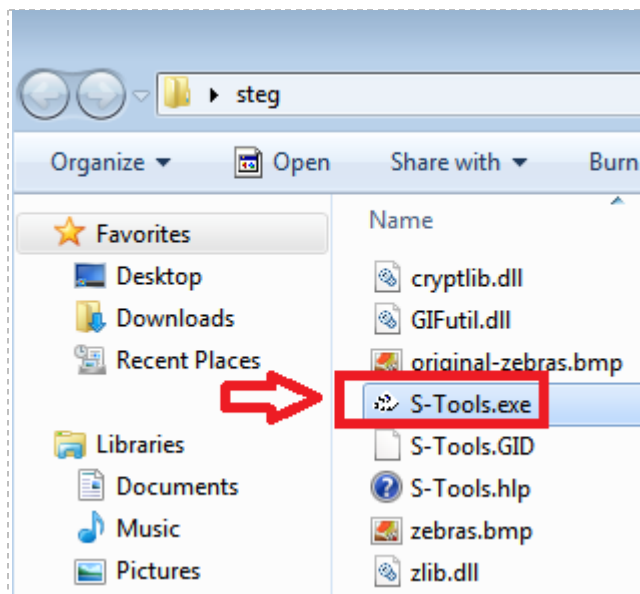 steg
Organize Open Share with Burn
Favorites
Desktop
Downloads
Recent Places
Libraries
Documents
Music
Pictures
Name
cryptlib.dll
GIFutil.dll
original-zebras.bmp
S-Tools.exe
S-Tools.GID
S-Tools.hlp
zebras.bmp
zlib.dll